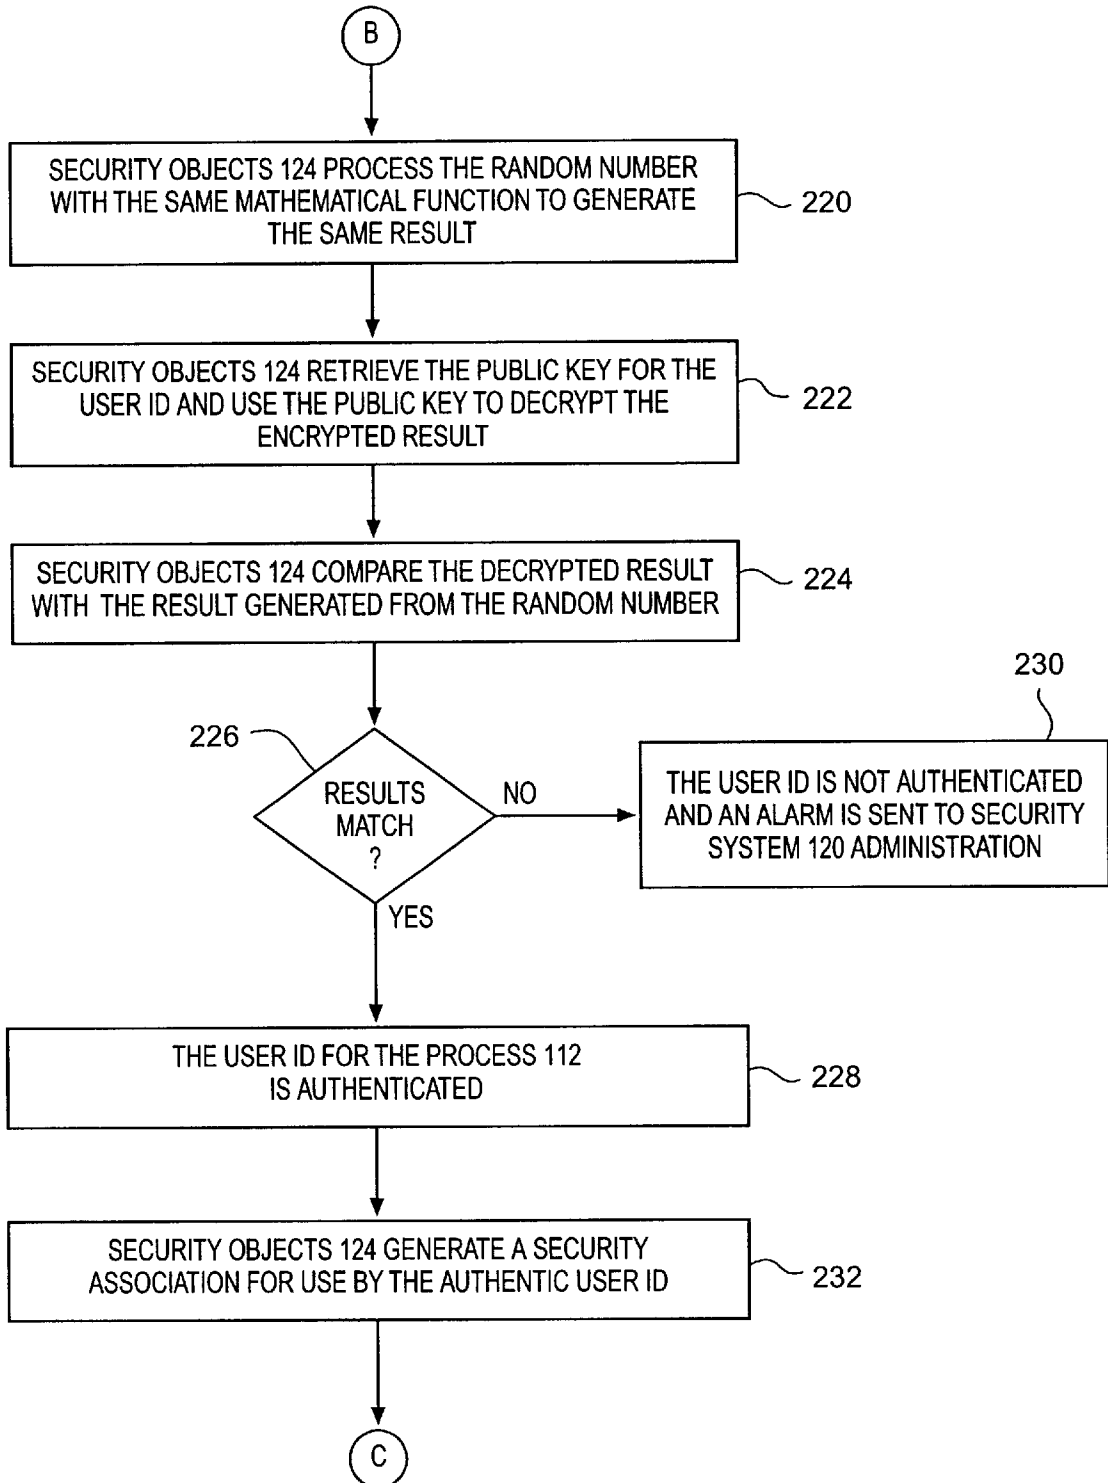 B
SECURITY OBJECTS 124 PROCESS THE RANDOM NUMBER
WITH THE SAME MATHEMATICAL FUNCTION TO GENERATE
THE SAME RESULT
220
SECURITY OBJECTS 124 RETRIEVE THE PUBLIC KEY FOR THE
USER ID AND USE THE PUBLIC KEY TO DECRYPT THE
ENCRYPTED RESULT
222
SECURITY OBJECTS 124 COMPARE THE DECRYPTED RESULT
WITH THE RESULT GENERATED FROM THE RANDOM NUMBER
224
226
RESULTS
MATCH
?
NO
YES
230
THE USER ID IS NOT AUTHENTICATED
AND AN ALARM IS SENT TO SECURITY
SYSTEM 120 ADMINISTRATION
THE USER ID FOR THE PROCESS 112
IS AUTHENTICATED
228
SECURITY OBJECTS 124 GENERATE A SECURITY
ASSOCIATION FOR USE BY THE AUTHENTIC USER ID
232
C